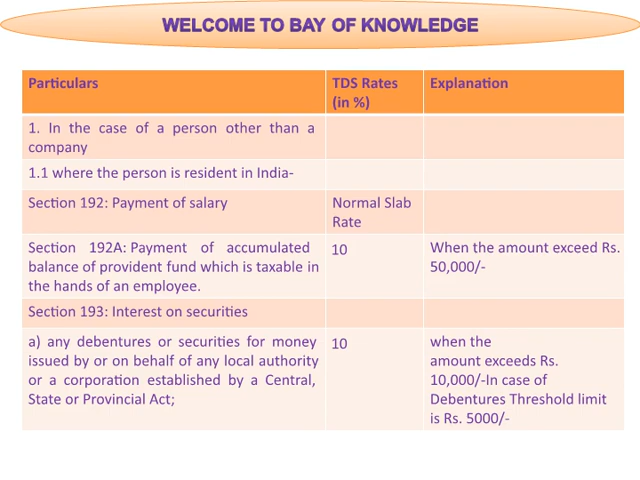 WELCOME TO BAY OF KNOWLEDGE
Particulars
TDS Rates
(in %)
Explanation
1. In the case of a person other than a
company
1.1 where the person is resident in India-
Section 192: Payment of salary
Normal Slab
Rate
Section 192A: Payment of accumulated
balance of provident fund which is taxable in
the hands of an employee.
10
When the amount exceed Rs.
50,000/-
Section 193: Interest on securities
a) any debentures or securities for money
issued by or on behalf of any local authority
or a corporation established by a Central,
State or Provincial Act;
10
when the
amount exceeds Rs.
10,000/-In case of
Debentures Threshold limit
is Rs. 5000/-